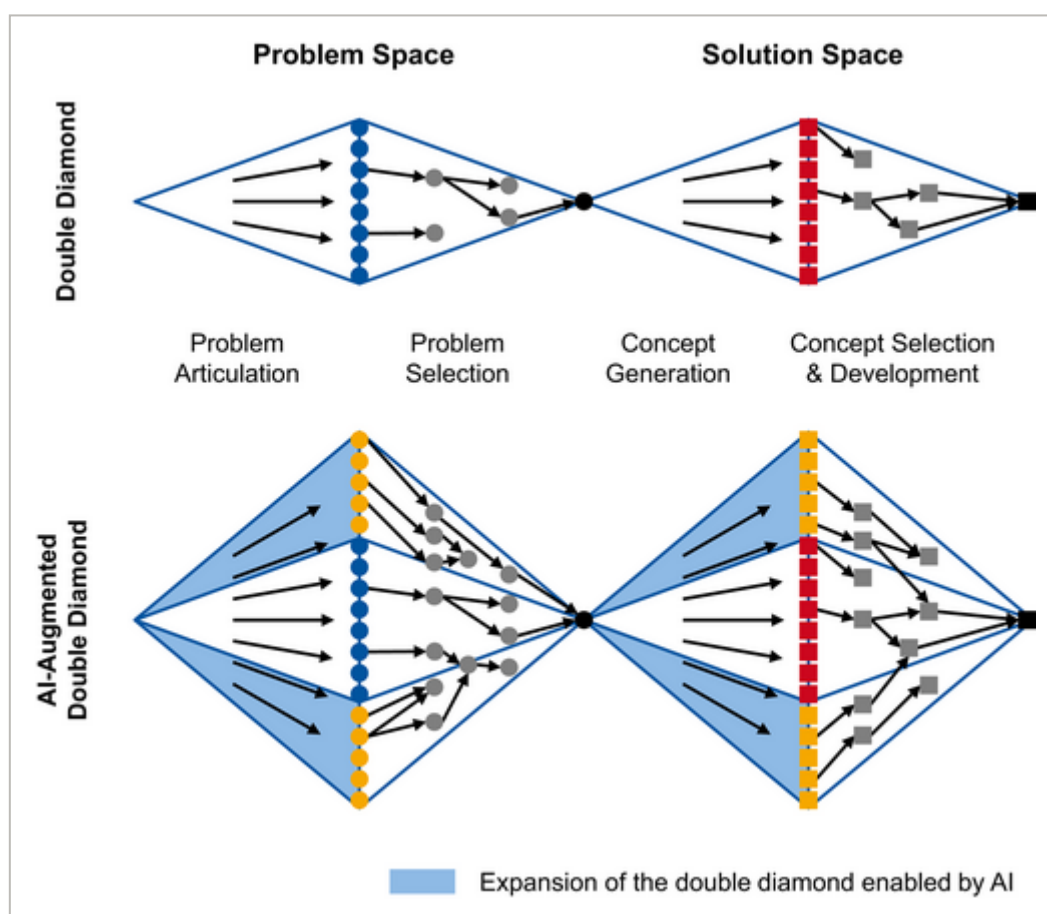 Problem Space
Solution Space
Double Diamond
Problem
Articulation
Problem
Selection
Concept
Generation
Concept Selection
& Development
AI-Augmented
Double Diamond
Expansion of the double diamond enabled by AI